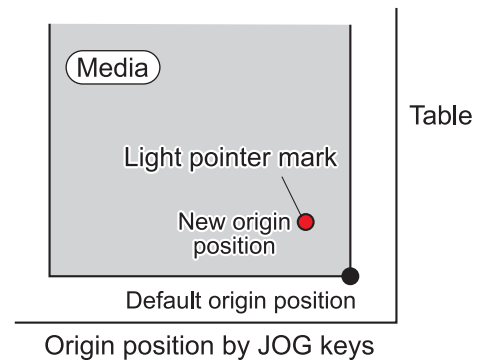 Media
Table
Light pointer mark
New origin
position
Default origin position
Origin position by JOG keys